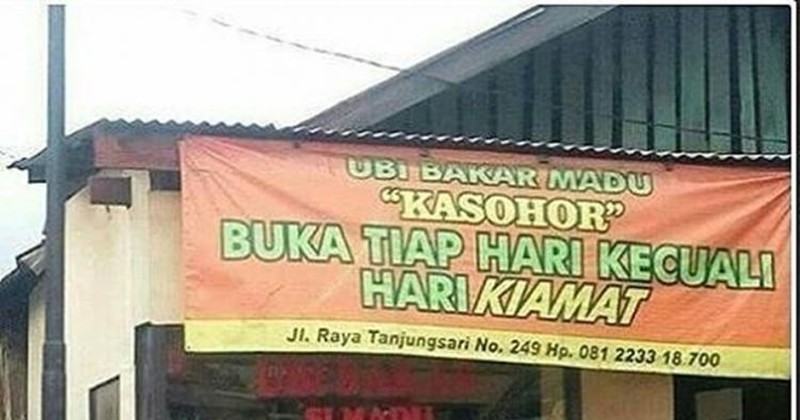 UBI BAKAR MADU
"KASOHOR"
BUKA TIAP HARI KECUALI
HARI KIAMAT
Jl. Raya Tanjungsari No. 249 Hp. 081 2233 18 700
MADU